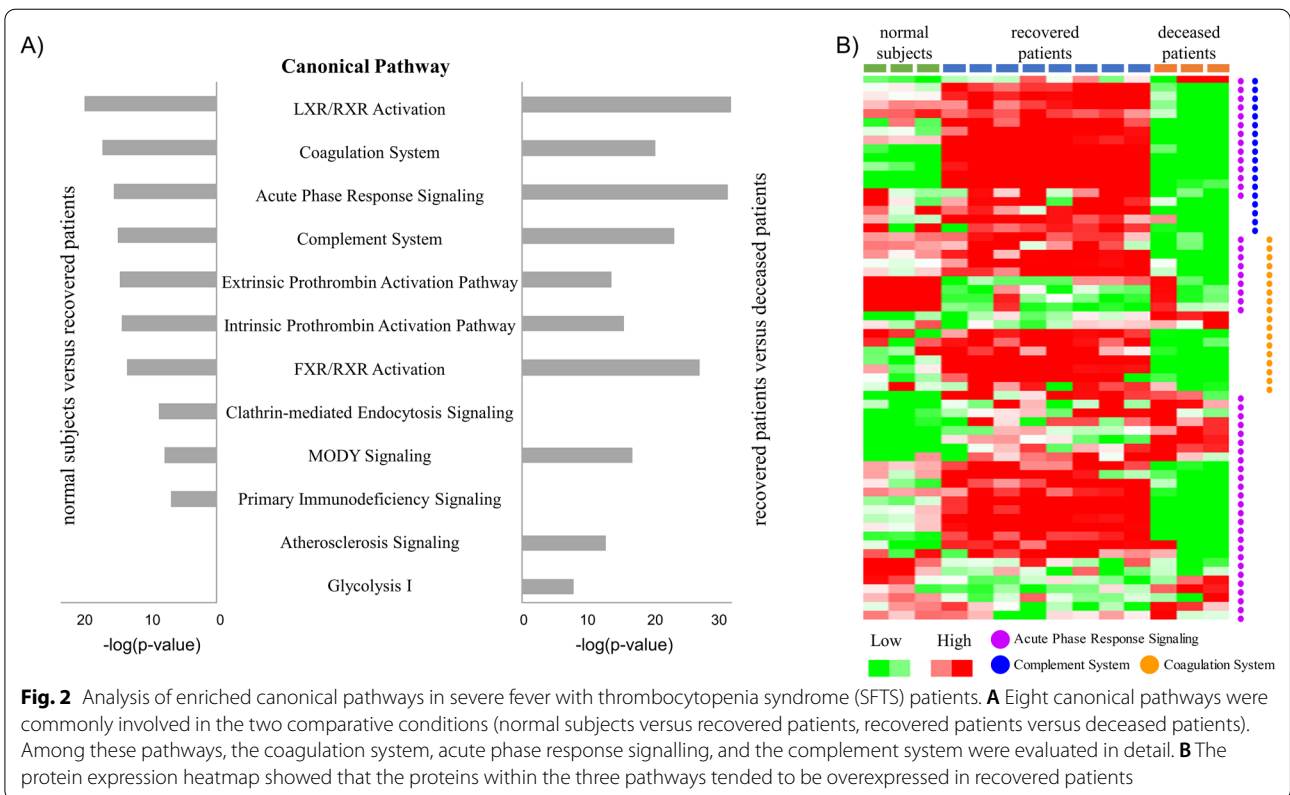 A)
Canonical Pathway
normal subjects versus recovered patients
LXR/RXR Activation
Coagulation System
Acute Phase Response Signaling
Complement System
Extrinsic Prothrombin Activation Pathway
Intrinsic Prothrombin Activation Pathway
FXR/RXR Activation
Clathrin-mediated Endocytosis Signaling
MODY Signaling
Primary Immunodeficiency Signaling
Atherosclerosis Signaling
Glycolysis I
recovered patients versus deceased patients
20 10 0
-log(p-value)
0 10 20 30
-log(p-value)
B)
normal
subjects
recovered
patients
deceased
patients
Low High
Acute Phase Response Signaling
Complement System
Coagulation System
Fig. 2 Analysis of enriched canonical pathways in severe fever with thrombocytopenia syndrome (SFTS) patients. A Eight canonical pathways were
commonly involved in the two comparative conditions (normal subjects versus recovered patients, recovered patients versus deceased patients).
Among these pathways, the coagulation system, acute phase response signalling, and the complement system were evaluated in detail. B The
protein expression heatmap showed that the proteins within the three pathways tended to be overexpressed in recovered patients